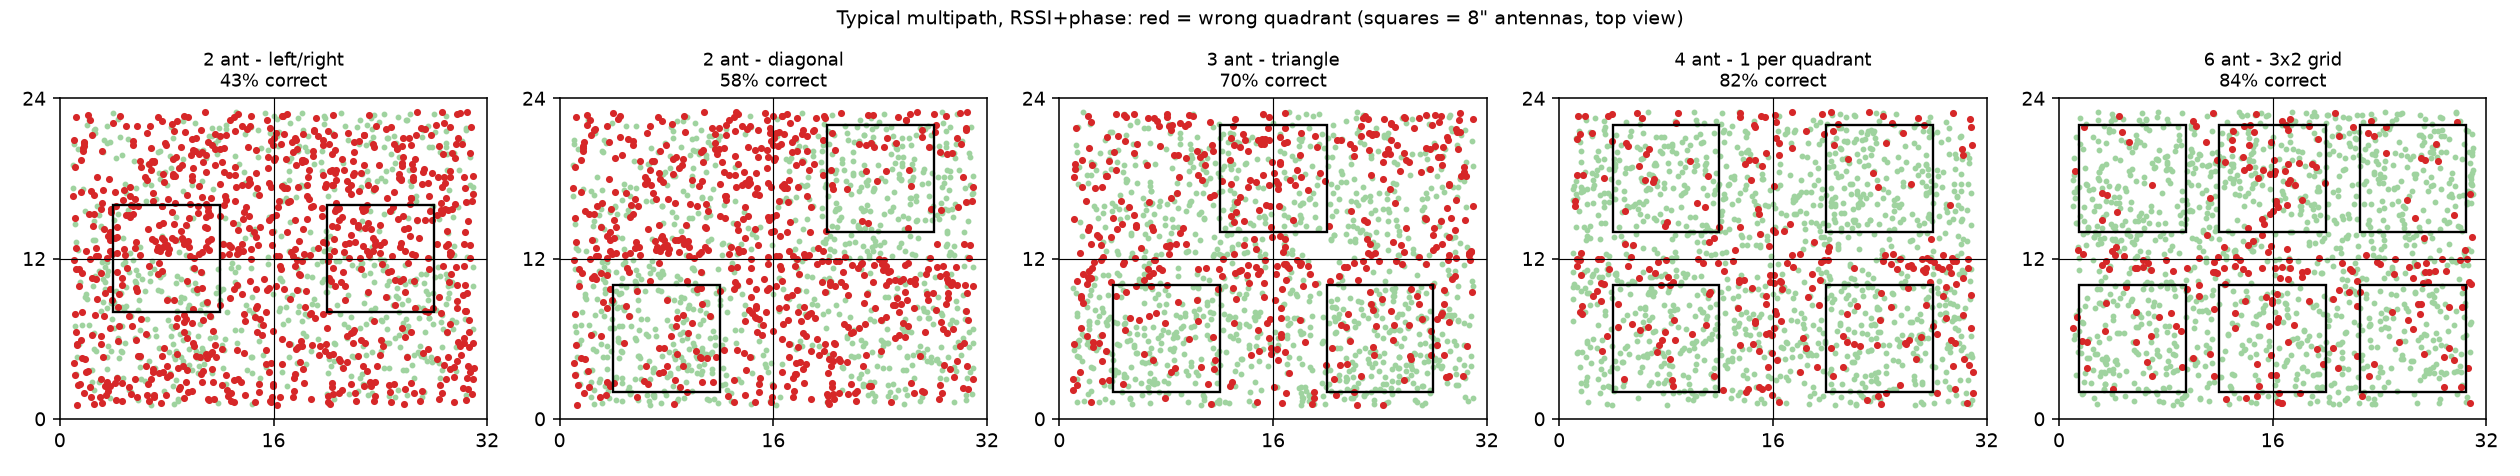 Typical multipath, RSSI+phase: red = wrong quadrant (squares = 8" antennas, top view)
2 ant - left/right
43% correct
24
12
0
0
16
32
2 ant - diagonal
58% correct
24
12
0
0
16
32
3 ant - triangle
70% correct
24
12
0
0
16
32
4 ant - 1 per quadrant
82% correct
24
12
0
0
16
32
6 ant - 3x2 grid
84% correct
24
12
0
0
16
32